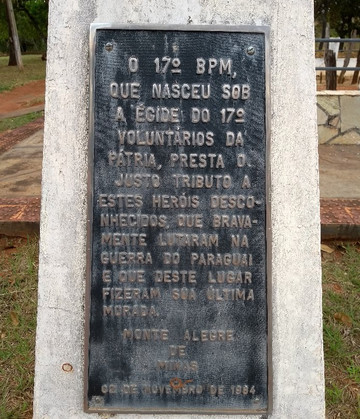 O 17º BPM,
QUE NASCEU SOB
A ÉGIDE DO 17º
VOLUNTÁRIOS DA
PÁTRIA, PRESTA O
JUSTO TRIBUTO A
ESTES HERÓIS DESCO-
NHECIDOS QUE BRAVA-
MENTE LUTARAM NA
GUERRA DO PARAGUAI
E QUE DESTE LUGAR
FIZERAM SUA ÚLTIMA
MORADA.
MONTE ALEGRE
DE
MINAS
02 DE NOVEMBRO DE 1984